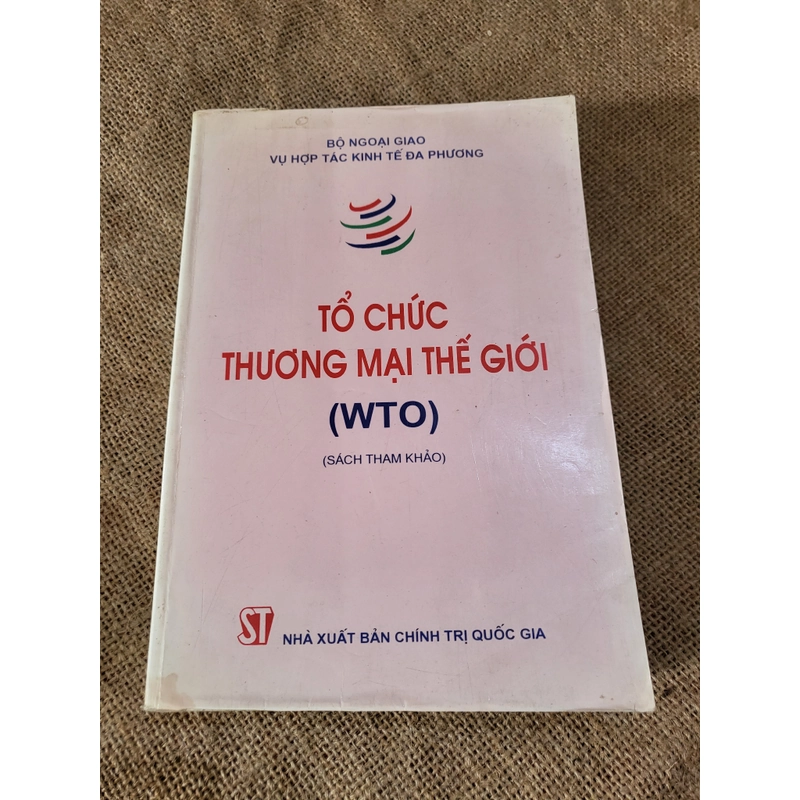 BỘ NGOẠI GIAO
VỤ HỢP TÁC KINH TẾ ĐA PHƯƠNG
TỔ CHỨC
THƯƠNG MẠI THẾ GIỚI
(WTO)
(SÁCH THAM KHẢO)
ST NHÀ XUẤT BẢN CHÍNH TRỊ QUỐC GIA